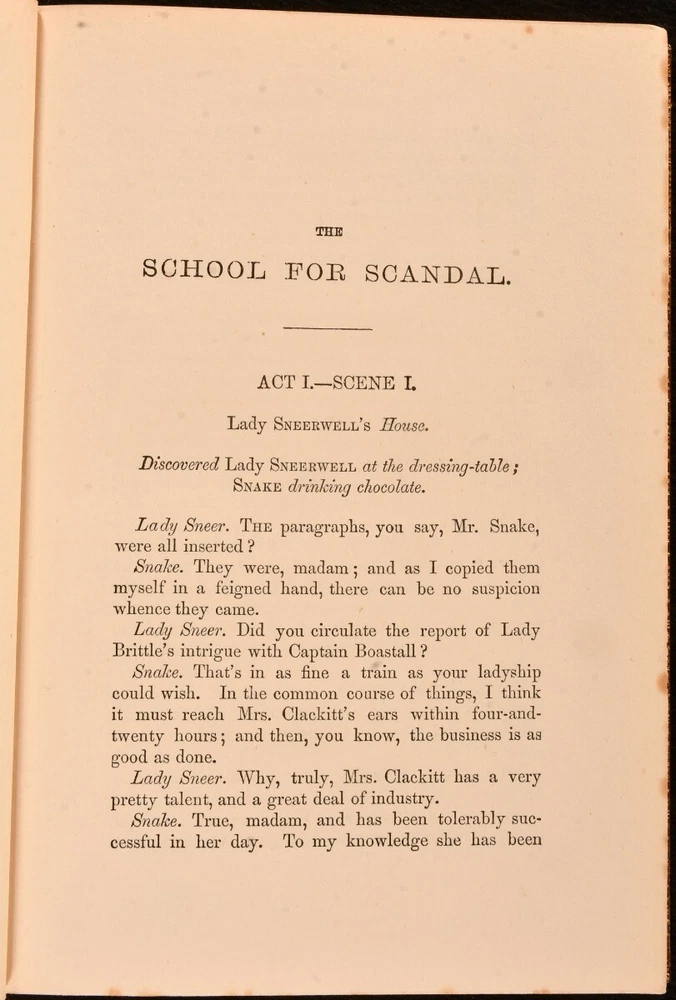 THE
SCHOOL FOR SCANDAL.
ACT I.—SCENE I.
Lady SNEERWELL'S House.
Discovered Lady SNEERWELL at the dressing-table;
SNAKE drinking chocolate.
Lady Sneer. THE paragraphs, you say, Mr. Snake,
were all inserted?
Snake. They were, madam; and as I copied them
myself in a feigned hand, there can be no suspicion
whence they came.
Lady Sneer. Did you circulate the report of Lady
Brittle's intrigue with Captain Boastall?
Snake. That's in as fine a train as your ladyship
could wish. In the common course of things, I think
it must reach Mrs. Clackitt's ears within four-and-
twenty hours; and then, you know, the business is as
good as done.
Lady Sneer. Why, truly, Mrs. Clackitt has a very
pretty talent, and a great deal of industry.
Snake. True, madam, and has been tolerably suc-
cessful in her day. To my knowledge she has been